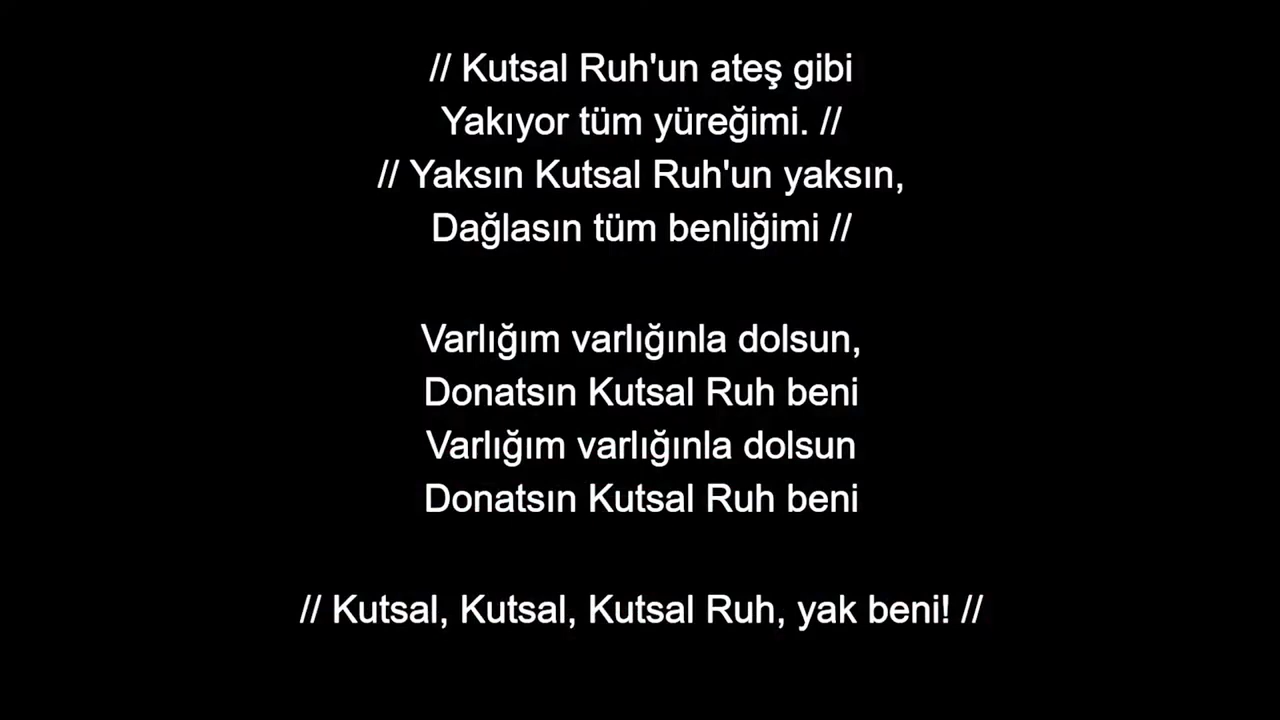 // Kutsal Ruh'un ateş gibi
Yakıyor tüm yüreğimi. //
// Yaksın Kutsal Ruh'un yaksın,
Dağlasın tüm benliğimi //
Varlığım varlığınla dolsun,
Donatsın Kutsal Ruh beni
Varlığım varlığınla dolsun
Donatsın Kutsal Ruh beni
// Kutsal, Kutsal, Kutsal Ruh, yak beni! //